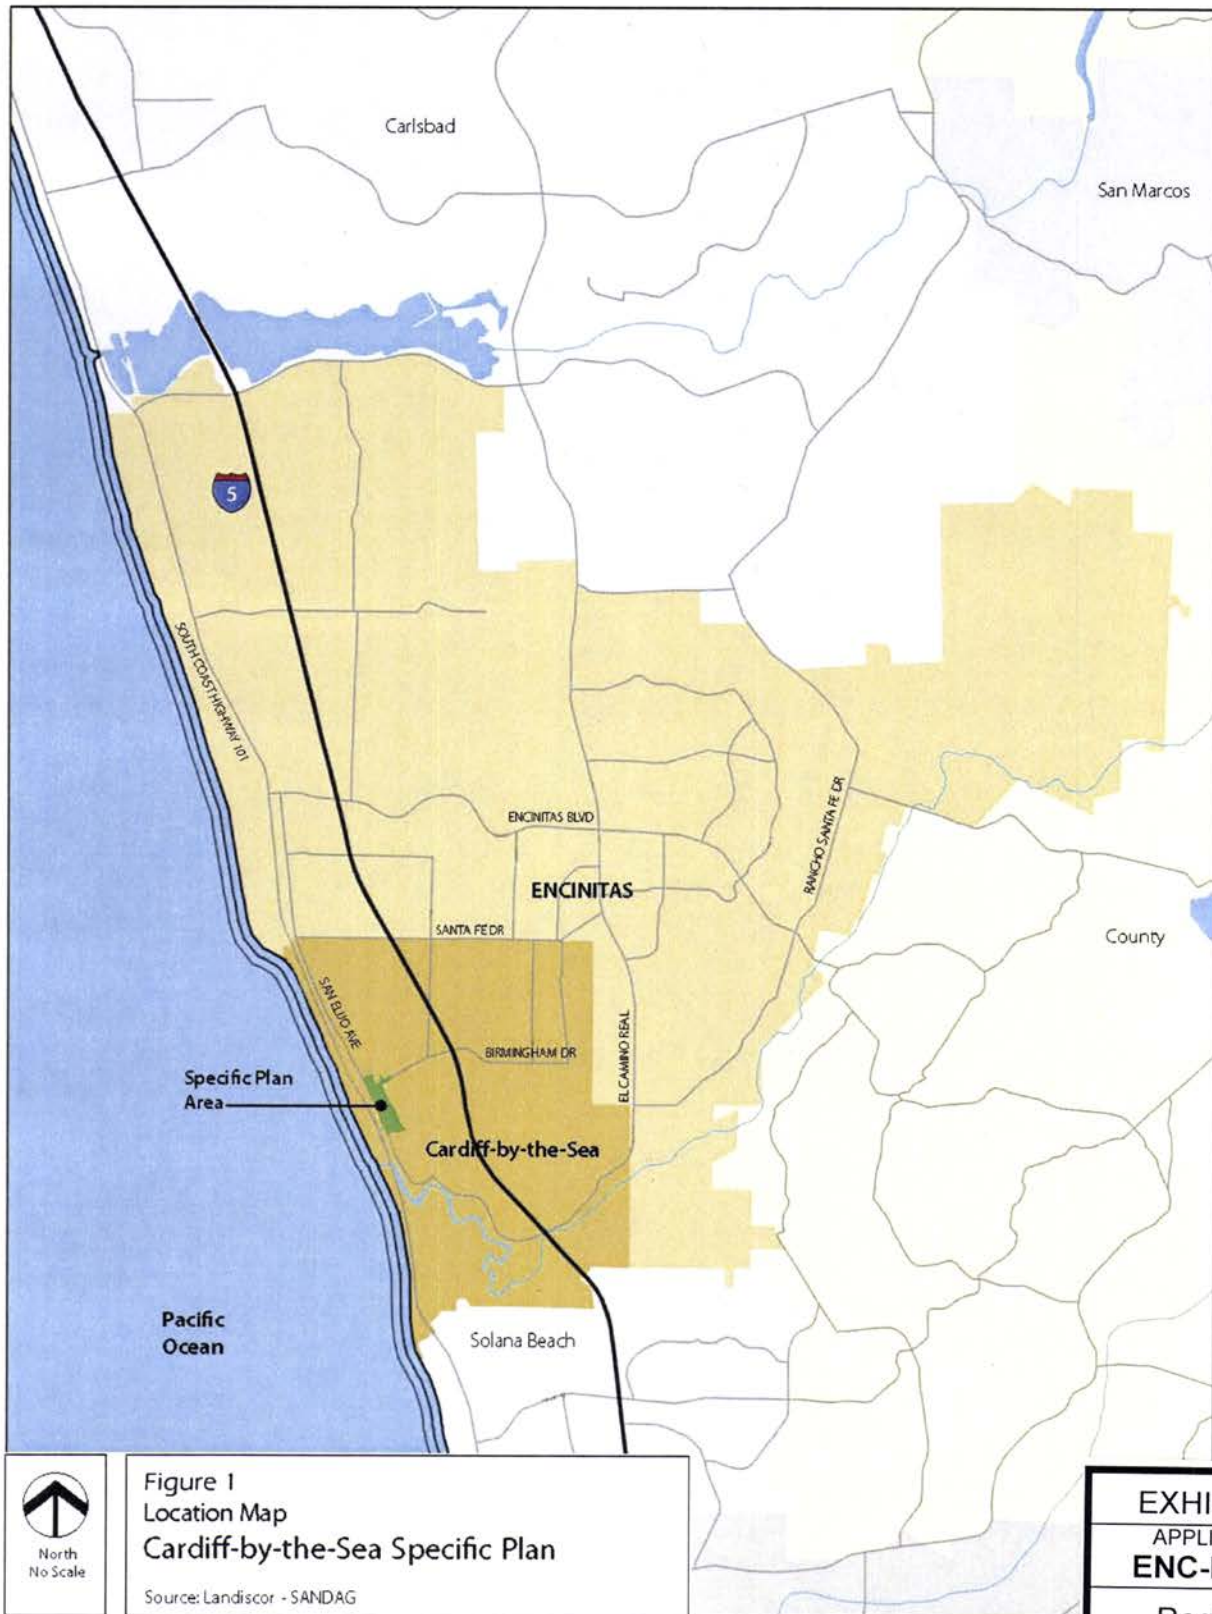 Carlsbad
San Marcos
5
SOUTH COAST HIGHWAY 101
ENCINITAS BLVD
RANCHO SANTA FE DR
ENCINITAS
SANTA FE DR
County
SAN ELIJO AVE
EL CAMINO REAL
BIRMINGHAM DR
Specific Plan
Area
Cardiff-by-the-Sea
Pacific
Ocean
Solana Beach
North
No Scale
Figure 1
Location Map
Cardiff-by-the-Sea Specific Plan
Source: Landiscor - SANDAG
EXHI
APPLI
ENC-